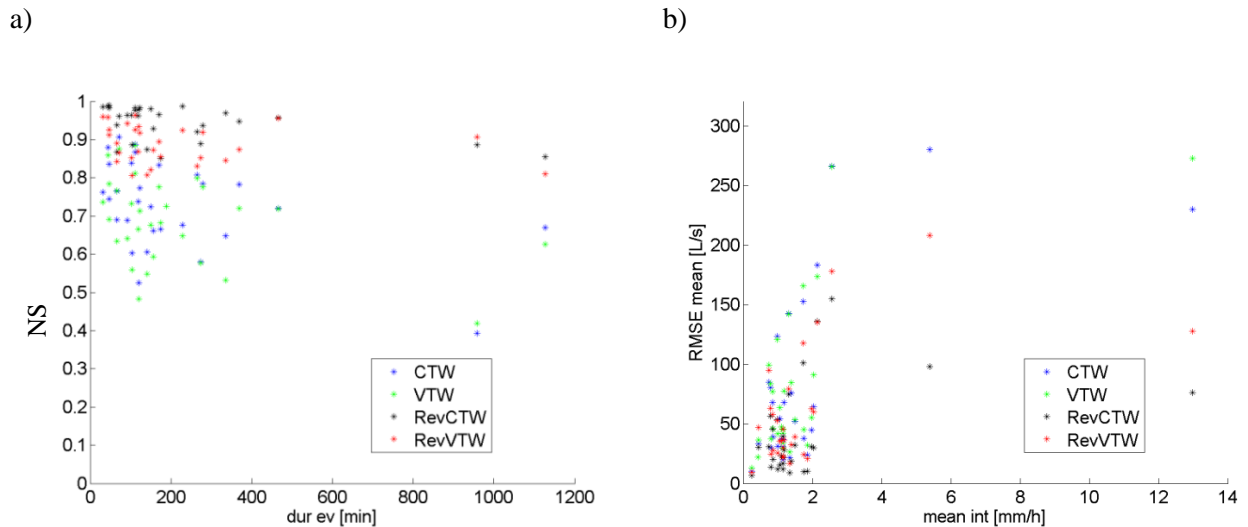 a)
b)
1
0.9
0.8
0.7
0.6
0.5
0.4
0.3
0.2
0.1
0
NS
0 200 400 600 800 1000 1200
dur ev [min]
CTW
VTW
RevCTW
RevVTW
300
250
200
150
100
50
0
RMSE mean [L/s]
0 2 4 6 8 10 12 14
mean int [mm/h]
CTW
VTW
RevCTW
RevVTW